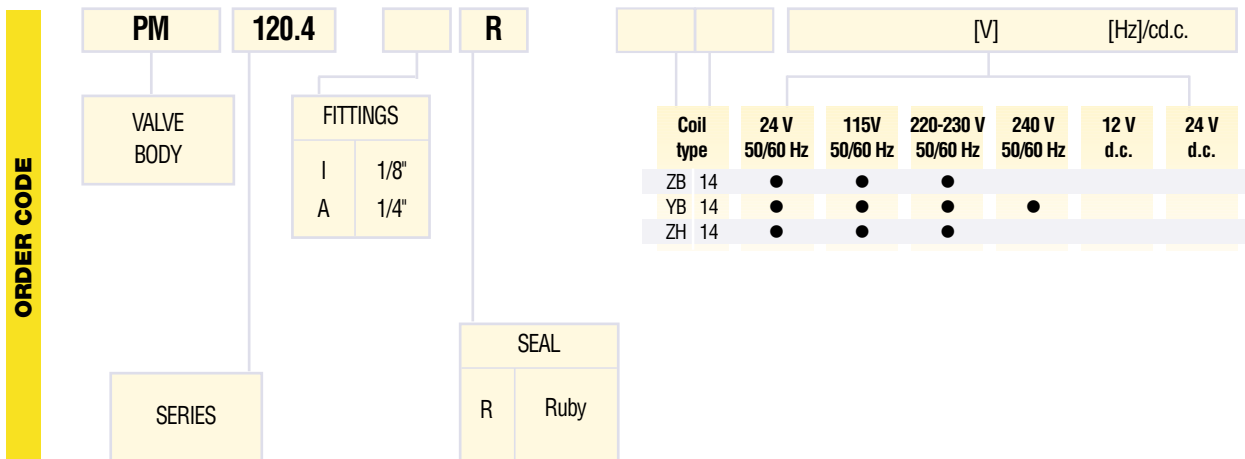 ORDER CODE
PM 120.4 R [V] [Hz]/cd.c.
VALVE
BODY
FITTINGS
I 1/8"
A 1/4"
Coil
type
24 V
50/60 Hz
115V
50/60 Hz
220-230 V
50/60 Hz
240 V
50/60 Hz
12 V
d.c.
24 V
d.c.
ZB 14 ● ● ●
YB 14 ● ● ● ●
ZH 14 ● ● ●
SERIES
SEAL
R Ruby